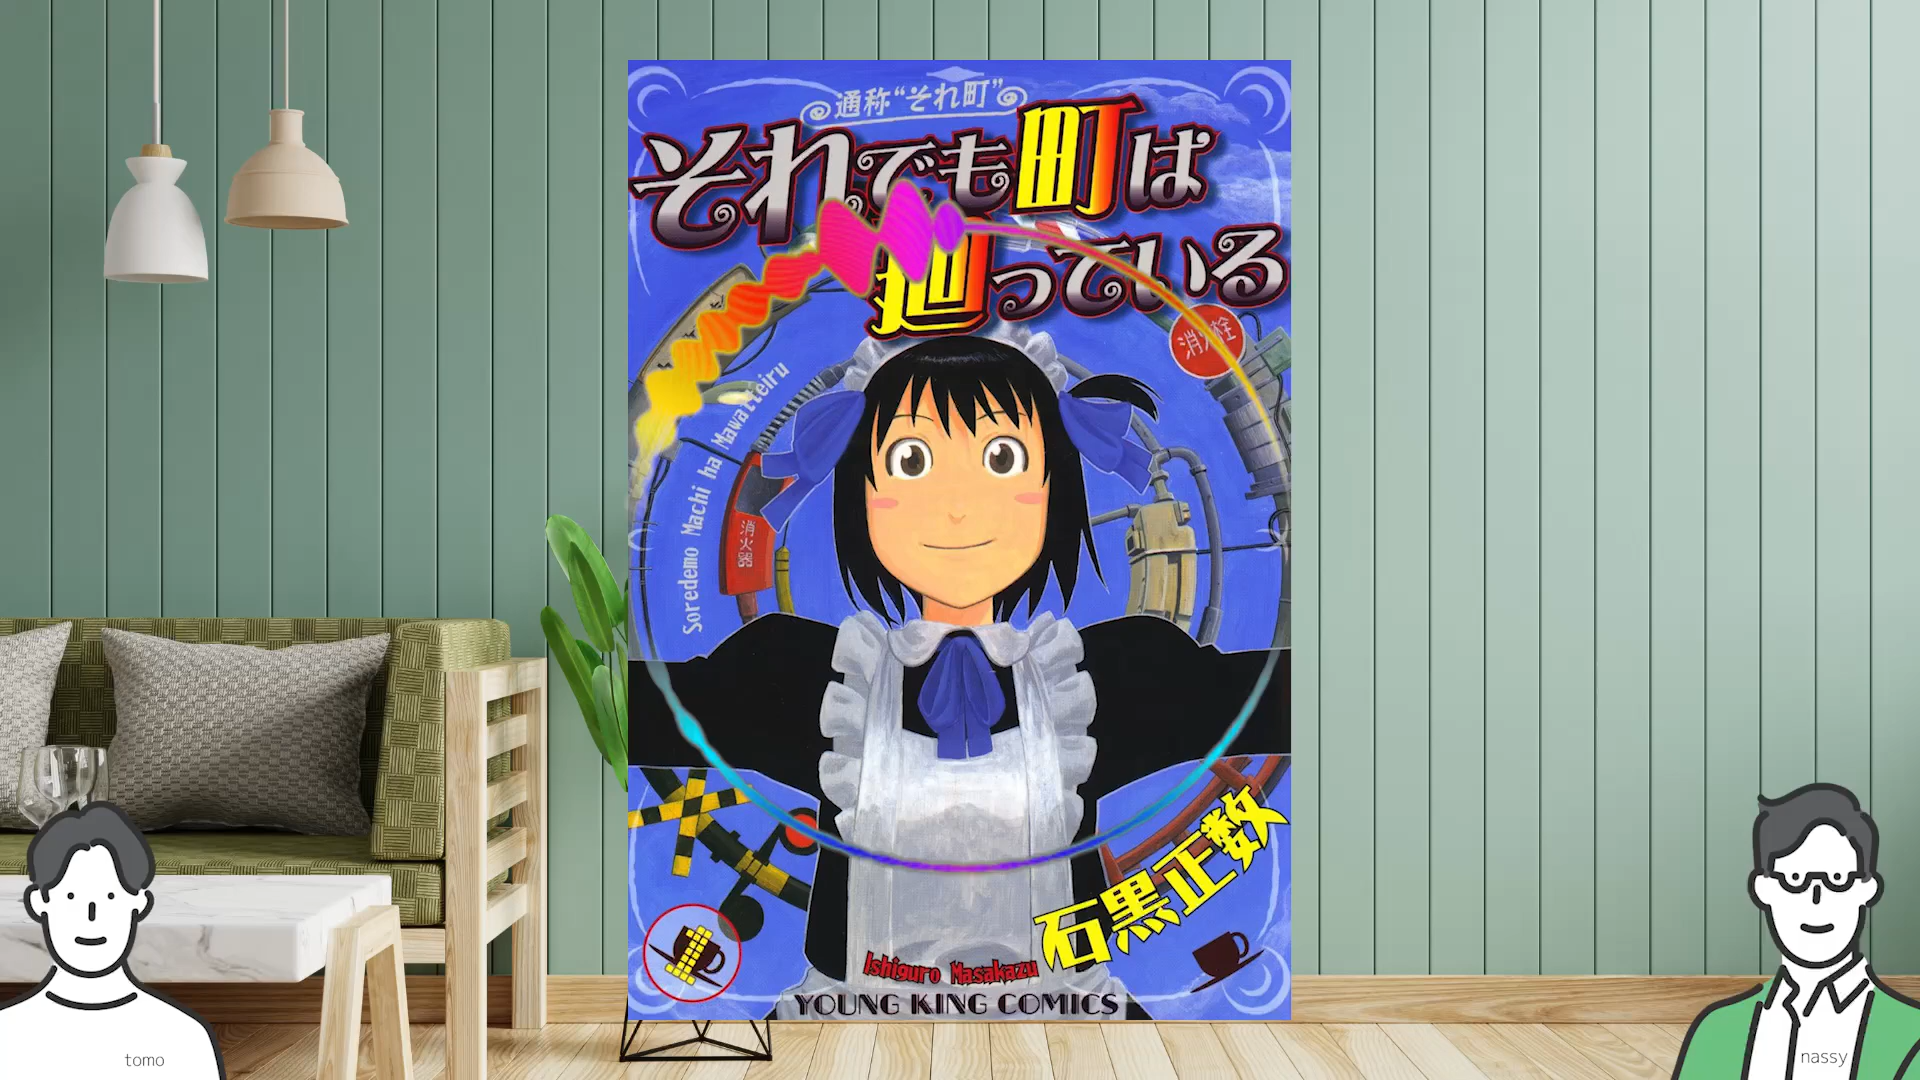 通称“それ町”
それでも町は
廻っている
消火栓
Soredemo Machi ha Mawatteiru
消火器
石黒正数
Ishiguro Masakazu
YOUNG KING COMICS
1
tomo
nassy